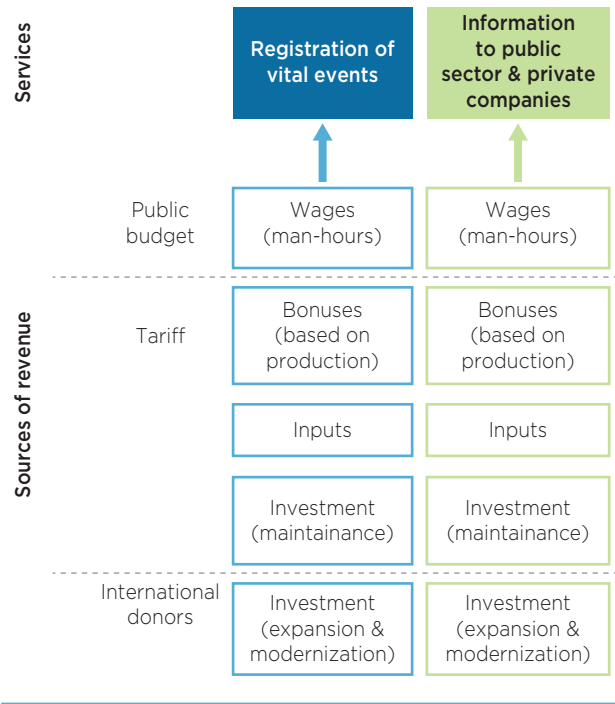 Services
Registration of
vital events
Information
to public
sector & private
companies
Sources of revenue
Public
budget
Wages
(man-hours)
Wages
(man-hours)
Tariff
Bonuses
(based on
production)
Bonuses
(based on
production)
Inputs
Inputs
Investment
(maintainance)
Investment
(maintainance)
International
donors
Investment
(expansion &
modernization)
Investment
(expansion &
modernization)